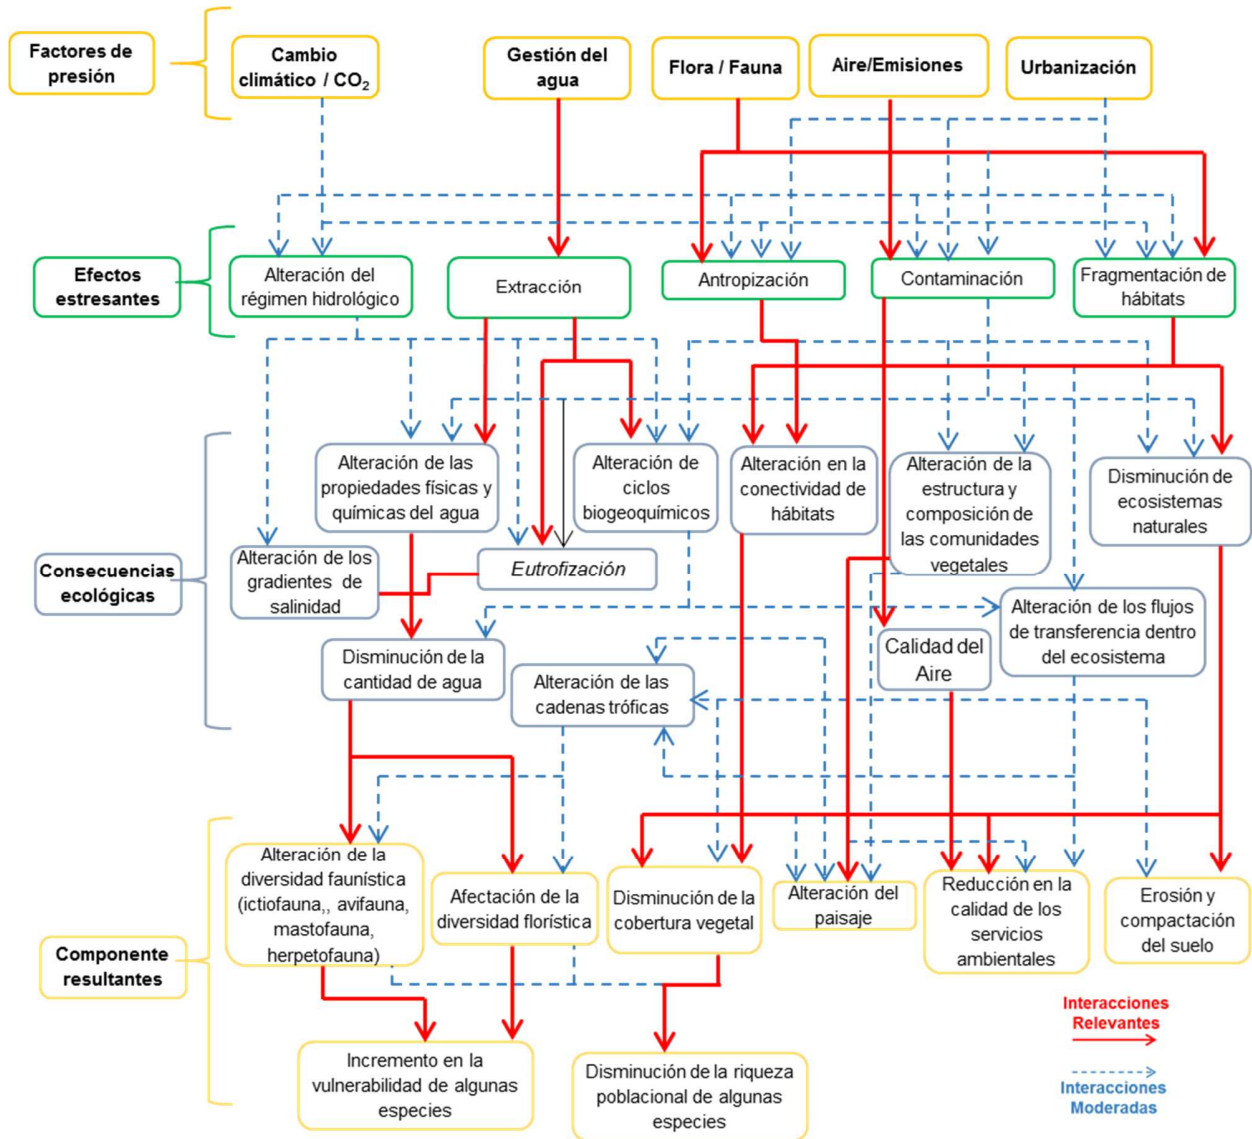 Factores de
presión
Cambio
climático / CO₂
Gestión del
agua
Flora / Fauna
Aire/Emisiones
Urbanización
Efectos
estresantes
Alteración del
régimen hidrológico
Extracción
Antropización
Contaminación
Fragmentación de
hábitats
Consecuencias
ecológicas
Alteración de las
propiedades físicas y
químicas del agua
Alteración de
ciclos
biogeoquímicos
Alteración en la
conectividad de
hábitats
Alteración de la
estructura y
composición de
las comunidades
vegetales
Disminución de
ecosistemas
naturales
Alteración de los
gradientes de
salinidad
Eutrofización
Alteración de los flujos
de transferencia dentro
del ecosistema
Disminución de la
cantidad de agua
Alteración de las
cadenas tróficas
Calidad del
Aire
Componente
resultantes
Alteración de la
diversidad faunística
(ictiofauna,, avifauna,
mastofauna,
herpetofauna)
Afectación de la
diversidad florística
Disminución de la
cobertura vegetal
Alteración del
paisaje
Reducción en la
calidad de los
servicios
ambientales
Erosión y
compactación
del suelo
Incremento en la
vulnerabilidad de algunas
especies
Disminución de la riqueza
poblacional de algunas
especies
Interacciones
Relevantes
Interacciones
Moderadas